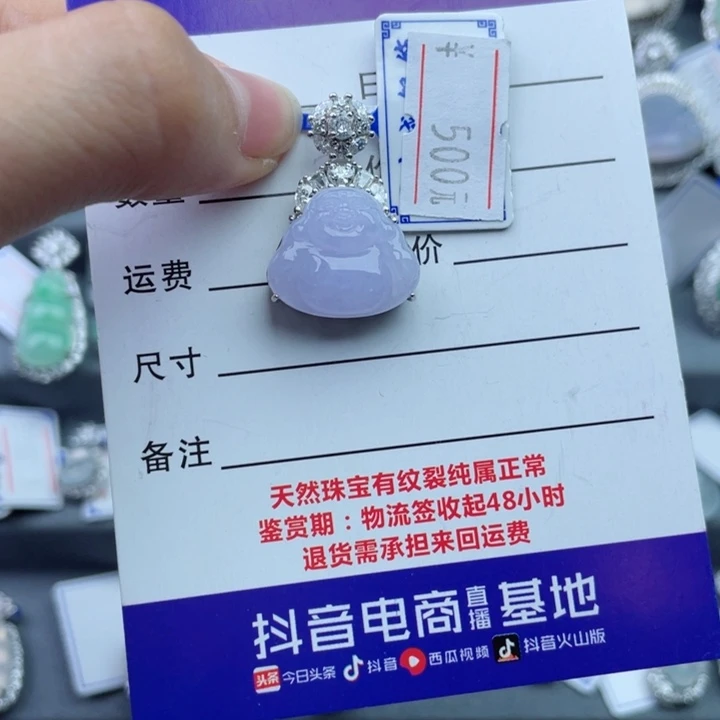 500元
数量
价
运费
尺寸
备注
天然珠宝有纹裂纯属正常
鉴赏期：物流签收起48小时
退货需承担来回运费
抖音电商直播基地
头条 今日头条 抖音 西瓜视频 抖音火山版